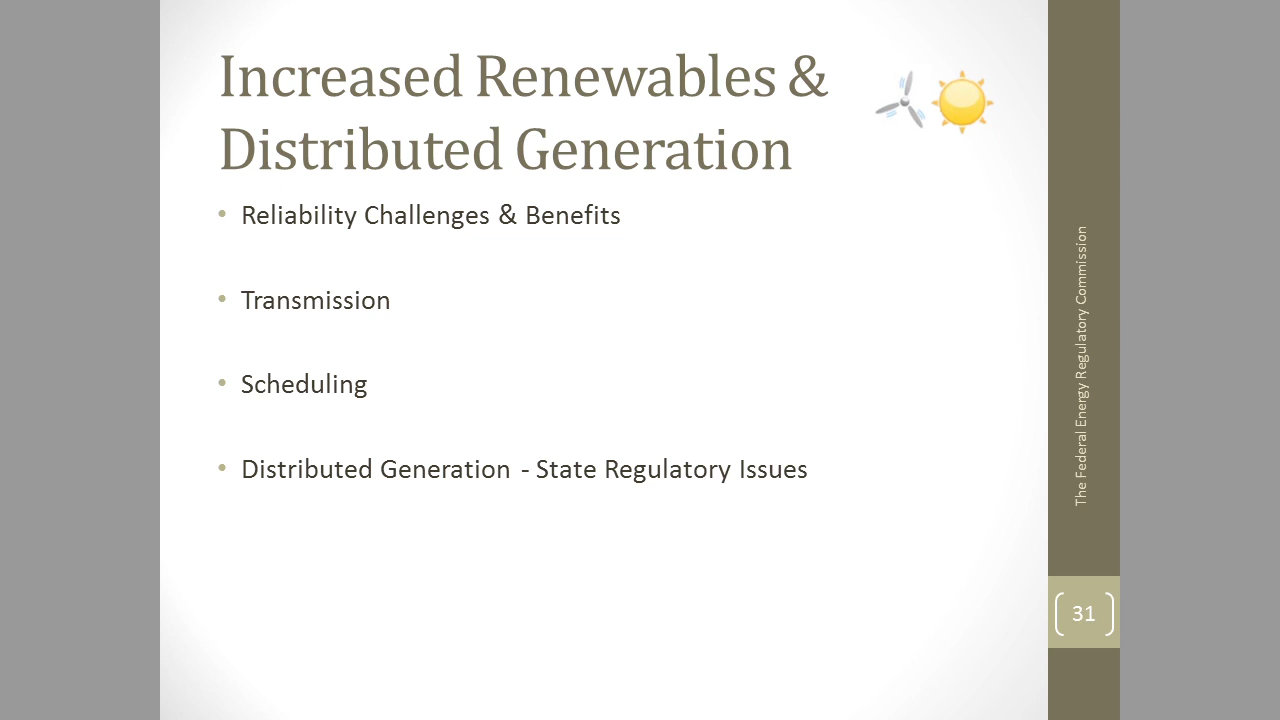 Increased Renewables &
Distributed Generation
• Reliability Challenges & Benefits
• Transmission
• Scheduling
• Distributed Generation - State Regulatory Issues
The Federal Energy Regulatory Commission
31